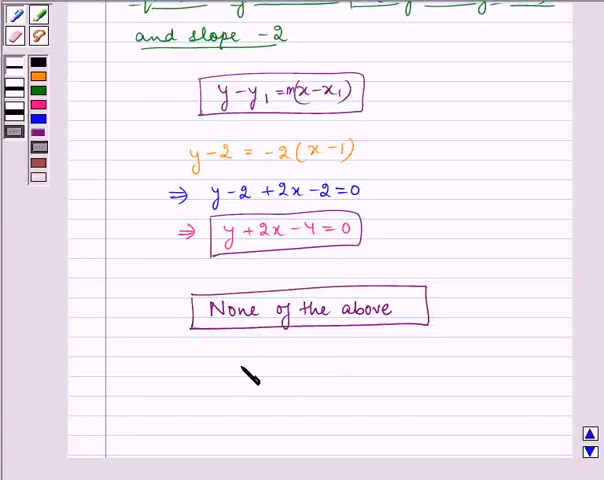 and slope -2
y-y₁ = m(x-x₁)
y-2 = -2(x-1)
⇒ y-2+2x-2=0
⇒ y+2x-4=0
None of the above